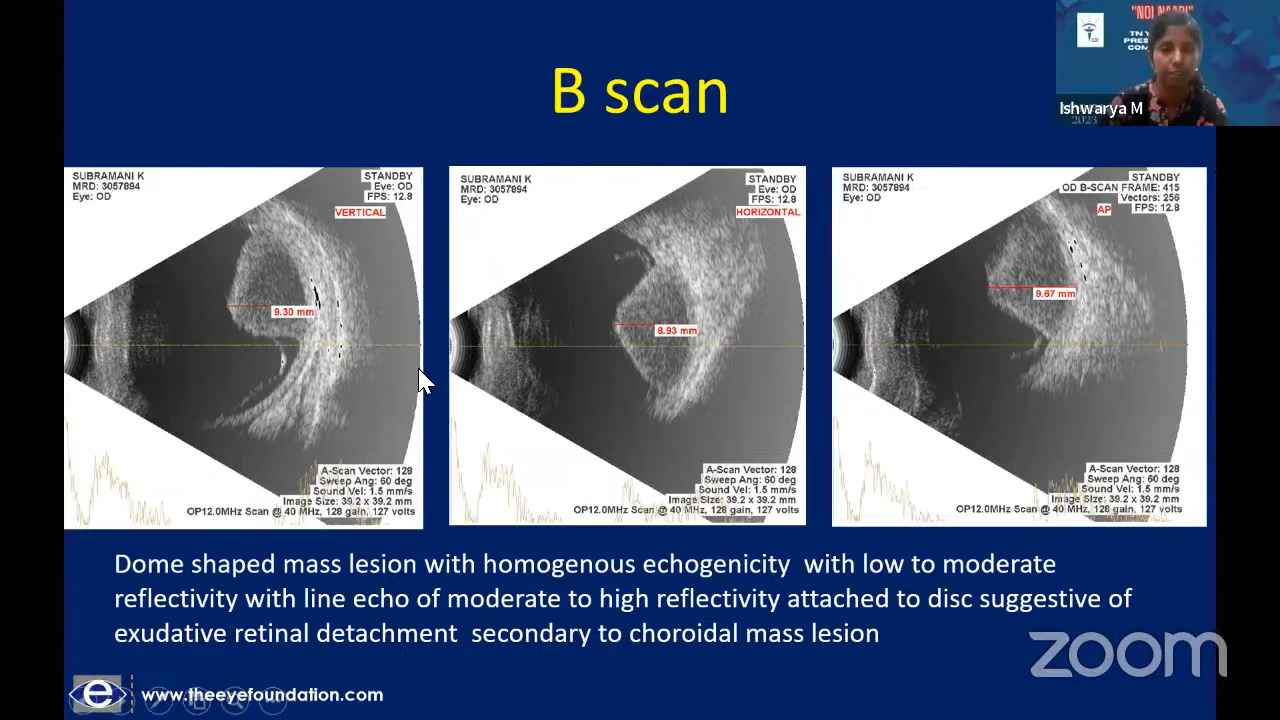 "NOI NAADI"
Ishwarya M
2023
B scan
SUBRAMANI K
MRD: 3057894
Eye: OD
STANDBY
Eye: OD
FPS: 12.8
VERTICAL
9.30 mm
A-Scan Vector: 128
Sweep Ang: 60 deg
Sound Vel: 1.5 mm/s
Image Size: 39.2 x 39.2 mm
OP12.0MHz Scan @ 40 MHz, 128 gain, 127 volts
SUBRAMANI K
MRD: 3057894
Eye: OD
STANDBY
Eye: OD
FPS: 12.8
HORIZONTAL
8.93 mm
A-Scan Vector: 128
Sweep Ang: 60 deg
Sound Vel: 1.5 mm/s
Image Size: 39.2 x 39.2 mm
OP12.0MHz Scan @ 40 MHz, 128 gain, 127 volts
SUBRAMANI K
MRD: 3057894
Eye: OD
STANDBY
OD B-SCAN FRAME: 415
Vectors: 256
FPS: 12.8
AP
9.67 mm
A-Scan Vector: 128
Sweep Ang: 60 deg
Sound Vel: 1.5 mm/s
Image Size: 39.2 x 39.2 mm
OP12.0MHz Scan @ 40 MHz, 128 gain, 127 volts
Dome shaped mass lesion with homogenous echogenicity with low to moderate
reflectivity with line echo of moderate to high reflectivity attached to disc suggestive of
exudative retinal detachment secondary to choroidal mass lesion
zoom
e www.theeyefoundation.com